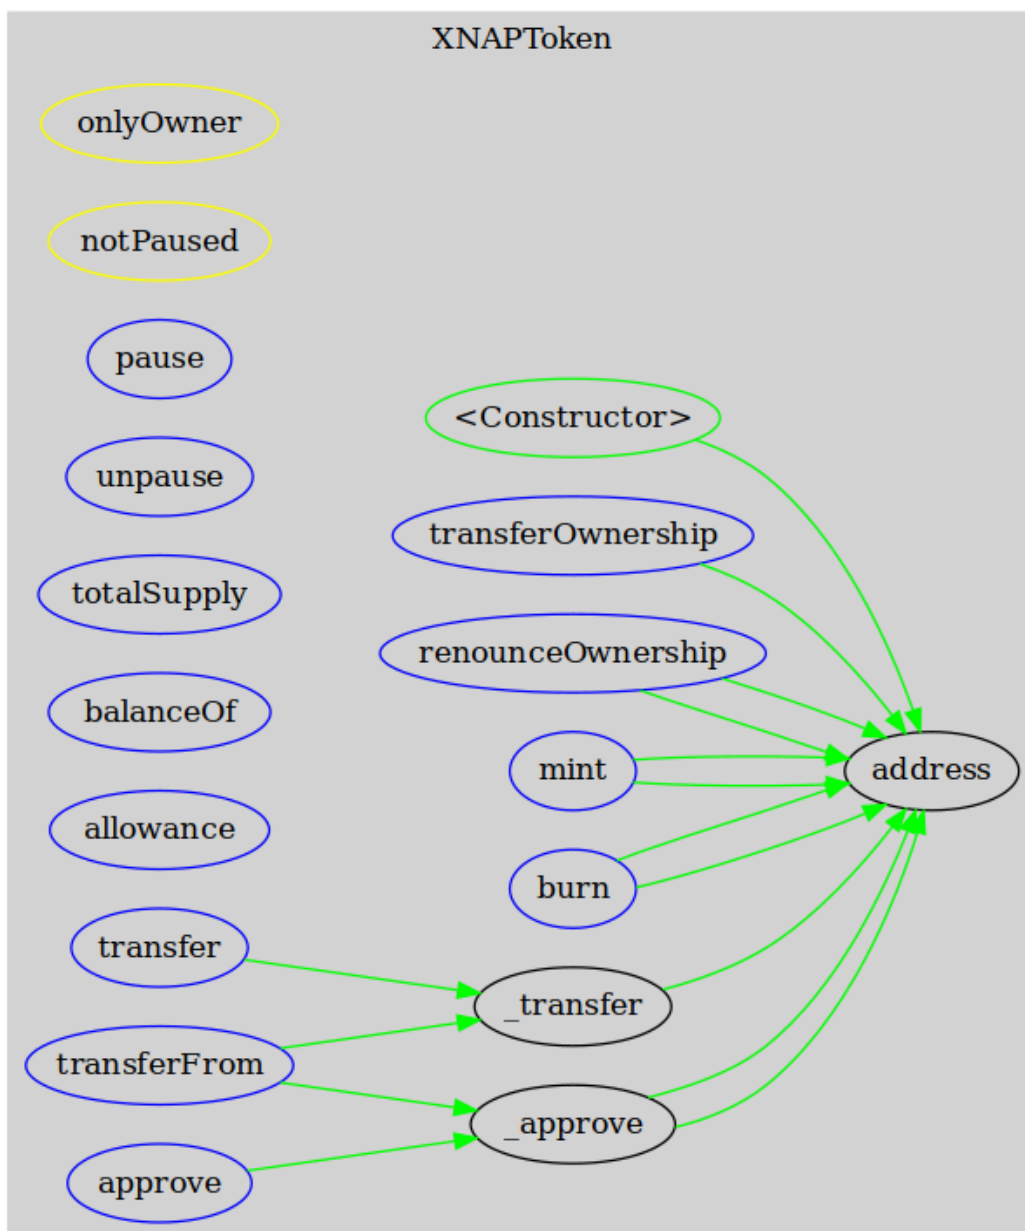 XNAPToken
onlyOwner
notPaused
pause
unpause
totalSupply
balanceOf
allowance
transfer
transferFrom
approve
<Constructor>
transferOwnership
renounceOwnership
mint
burn
_transfer
_approve
address